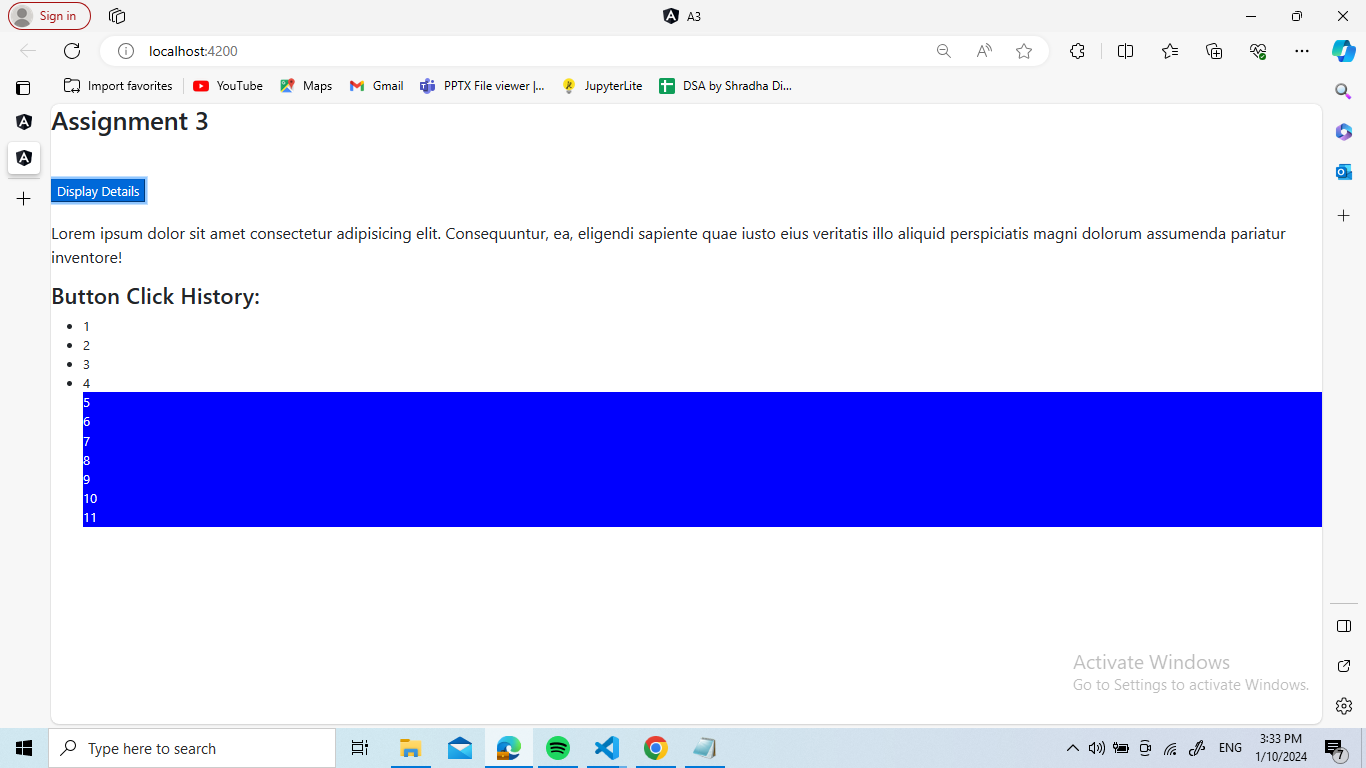 Sign in
A3
localhost:4200
Import favorites
YouTube
Maps
Gmail
PPTX File viewer |...
JupyterLite
DSA by Shradha Di...
Assignment 3
Display Details
Lorem ipsum dolor sit amet consectetur adipisicing elit. Consequuntur, ea, eligendi sapiente quae iusto eius veritatis illo aliquid perspiciatis magni dolorum assumenda pariatur
inventore!
Button Click History:
1
2
3
4
5
6
7
8
9
10
11
Activate Windows
Go to Settings to activate Windows.
Type here to search
ENG
3:33 PM
1/10/2024
7